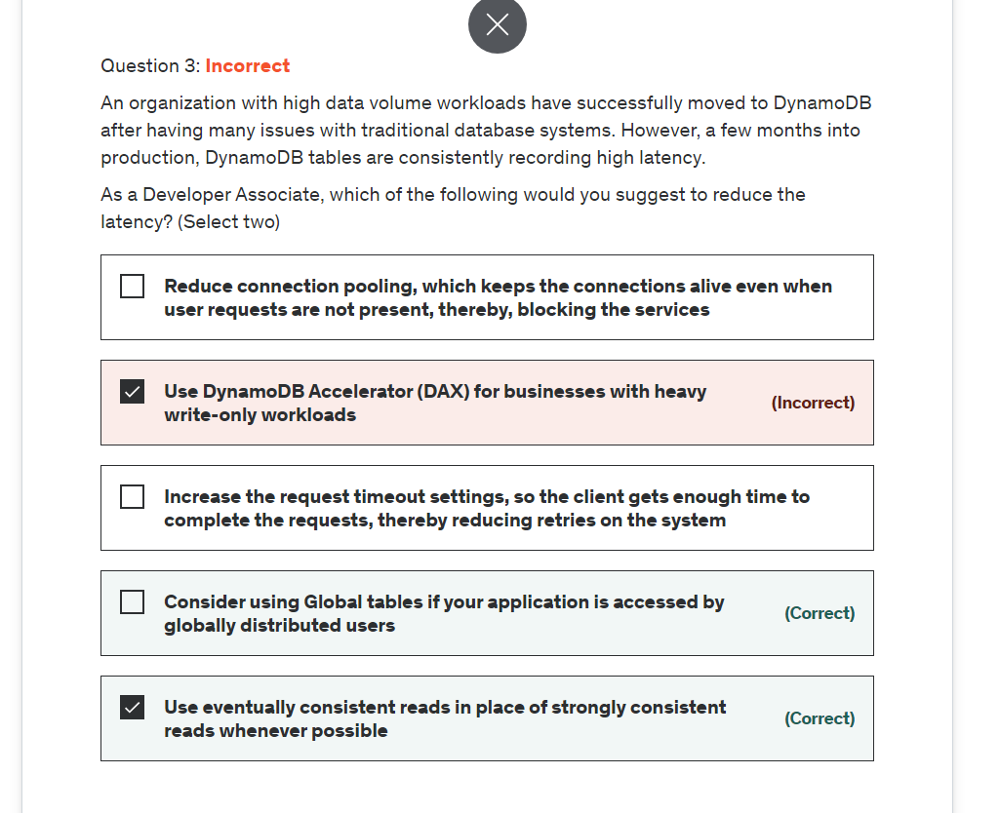 Question 3: Incorrect
An organization with high data volume workloads have successfully moved to DynamoDB
after having many issues with traditional database systems. However, a few months into
production, DynamoDB tables are consistently recording high latency.
As a Developer Associate, which of the following would you suggest to reduce the
latency? (Select two)
Reduce connection pooling, which keeps the connections alive even when
user requests are not present, thereby, blocking the services
Use DynamoDB Accelerator (DAX) for businesses with heavy
write-only workloads
(Incorrect)
Increase the request timeout settings, so the client gets enough time to
complete the requests, thereby reducing retries on the system
Consider using Global tables if your application is accessed by
globally distributed users
(Correct)
Use eventually consistent reads in place of strongly consistent
reads whenever possible
(Correct)